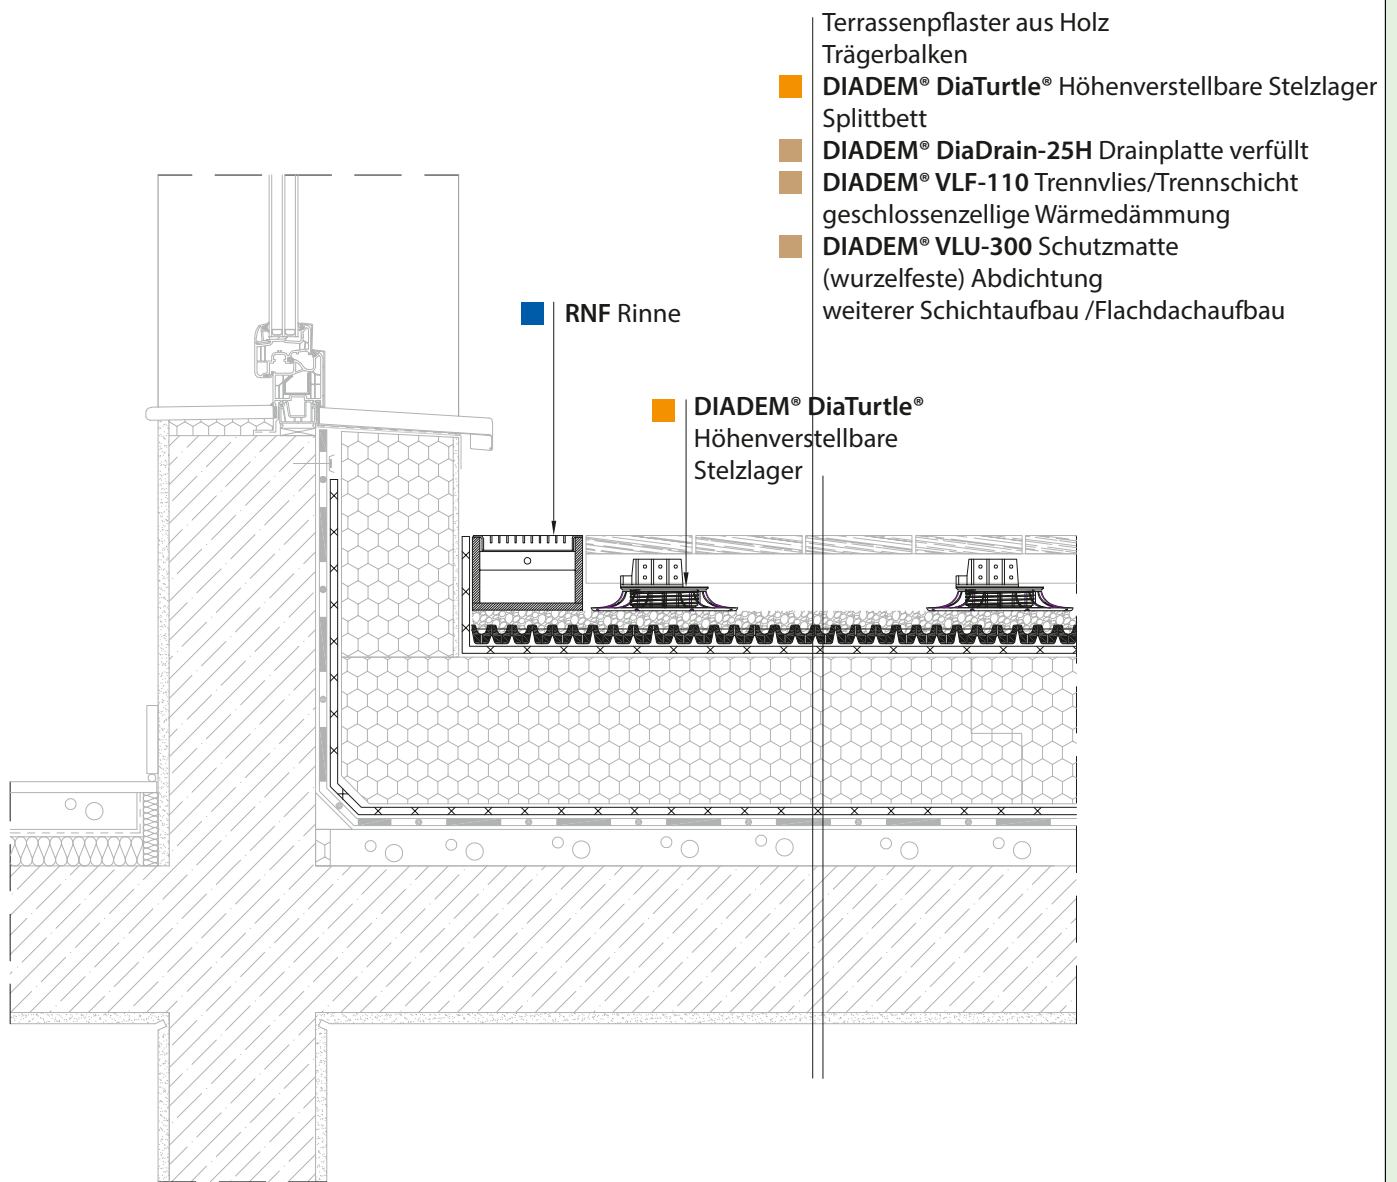 Terrassenpflaster aus Holz
Trägerbalken
DIADEM® DiaTurtle® Höhenverstellbare Stelzlager
Splittbett
DIADEM® DiaDrain-25H Drainplatte verfüllt
DIADEM® VLF-110 Trennvlies/Trennschicht
geschlossenzellige Wärmedämmung
DIADEM® VLU-300 Schutzmatte
(wurzelfeste) Abdichtung
weiterer Schichtaufbau /Flachdachaufbau
RNF Rinne
DIADEM® DiaTurtle®
Höhenverstellbare
Stelzlager